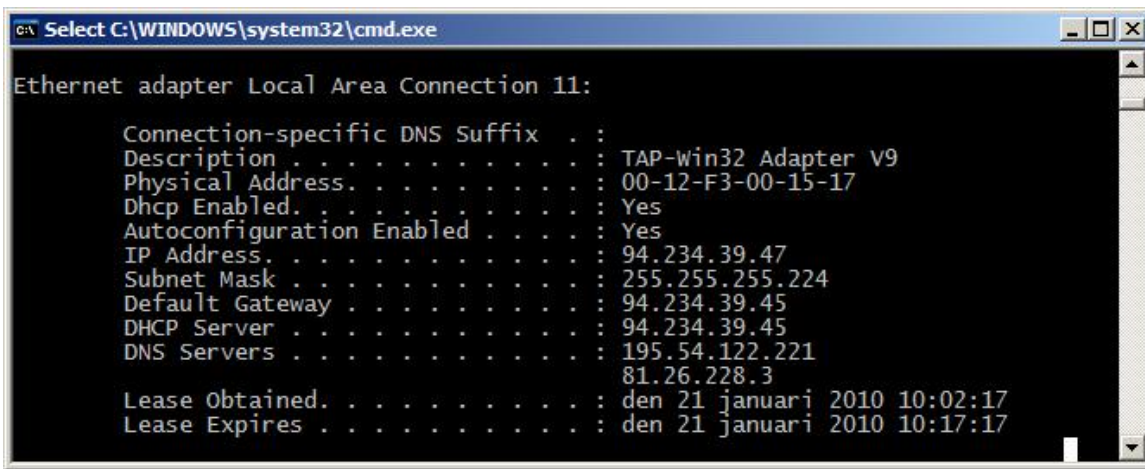 Select C:\WINDOWS\system32\cmd.exe
Ethernet adapter Local Area Connection 11:
Connection-specific DNS Suffix . :
Description . . . . . . . . . . . : TAP-Win32 Adapter V9
Physical Address. . . . . . . . . : 00-12-F3-00-15-17
Dhcp Enabled. . . . . . . . . . . : Yes
Autoconfiguration Enabled . . . . : Yes
IP Address. . . . . . . . . . . . : 94.234.39.47
Subnet Mask . . . . . . . . . . . : 255.255.255.224
Default Gateway . . . . . . . . . : 94.234.39.45
DHCP Server . . . . . . . . . . . : 94.234.39.45
DNS Servers . . . . . . . . . . . : 195.54.122.221
81.26.228.3
Lease Obtained. . . . . . . . . . : den 21 januari 2010 10:02:17
Lease Expires . . . . . . . . . . : den 21 januari 2010 10:17:17